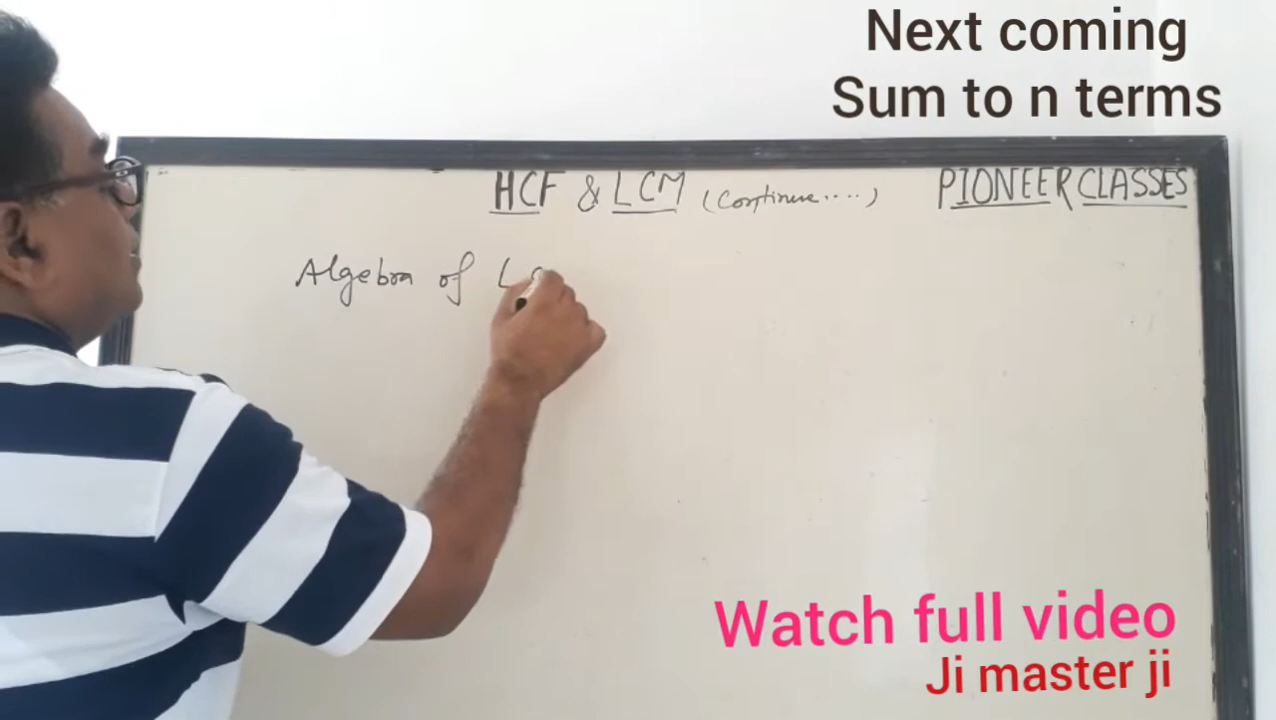 Next coming
Sum to n terms
HCF & LCM (Continue....) PIONEER CLASSES
Algebra of L
Watch full video
Ji master ji